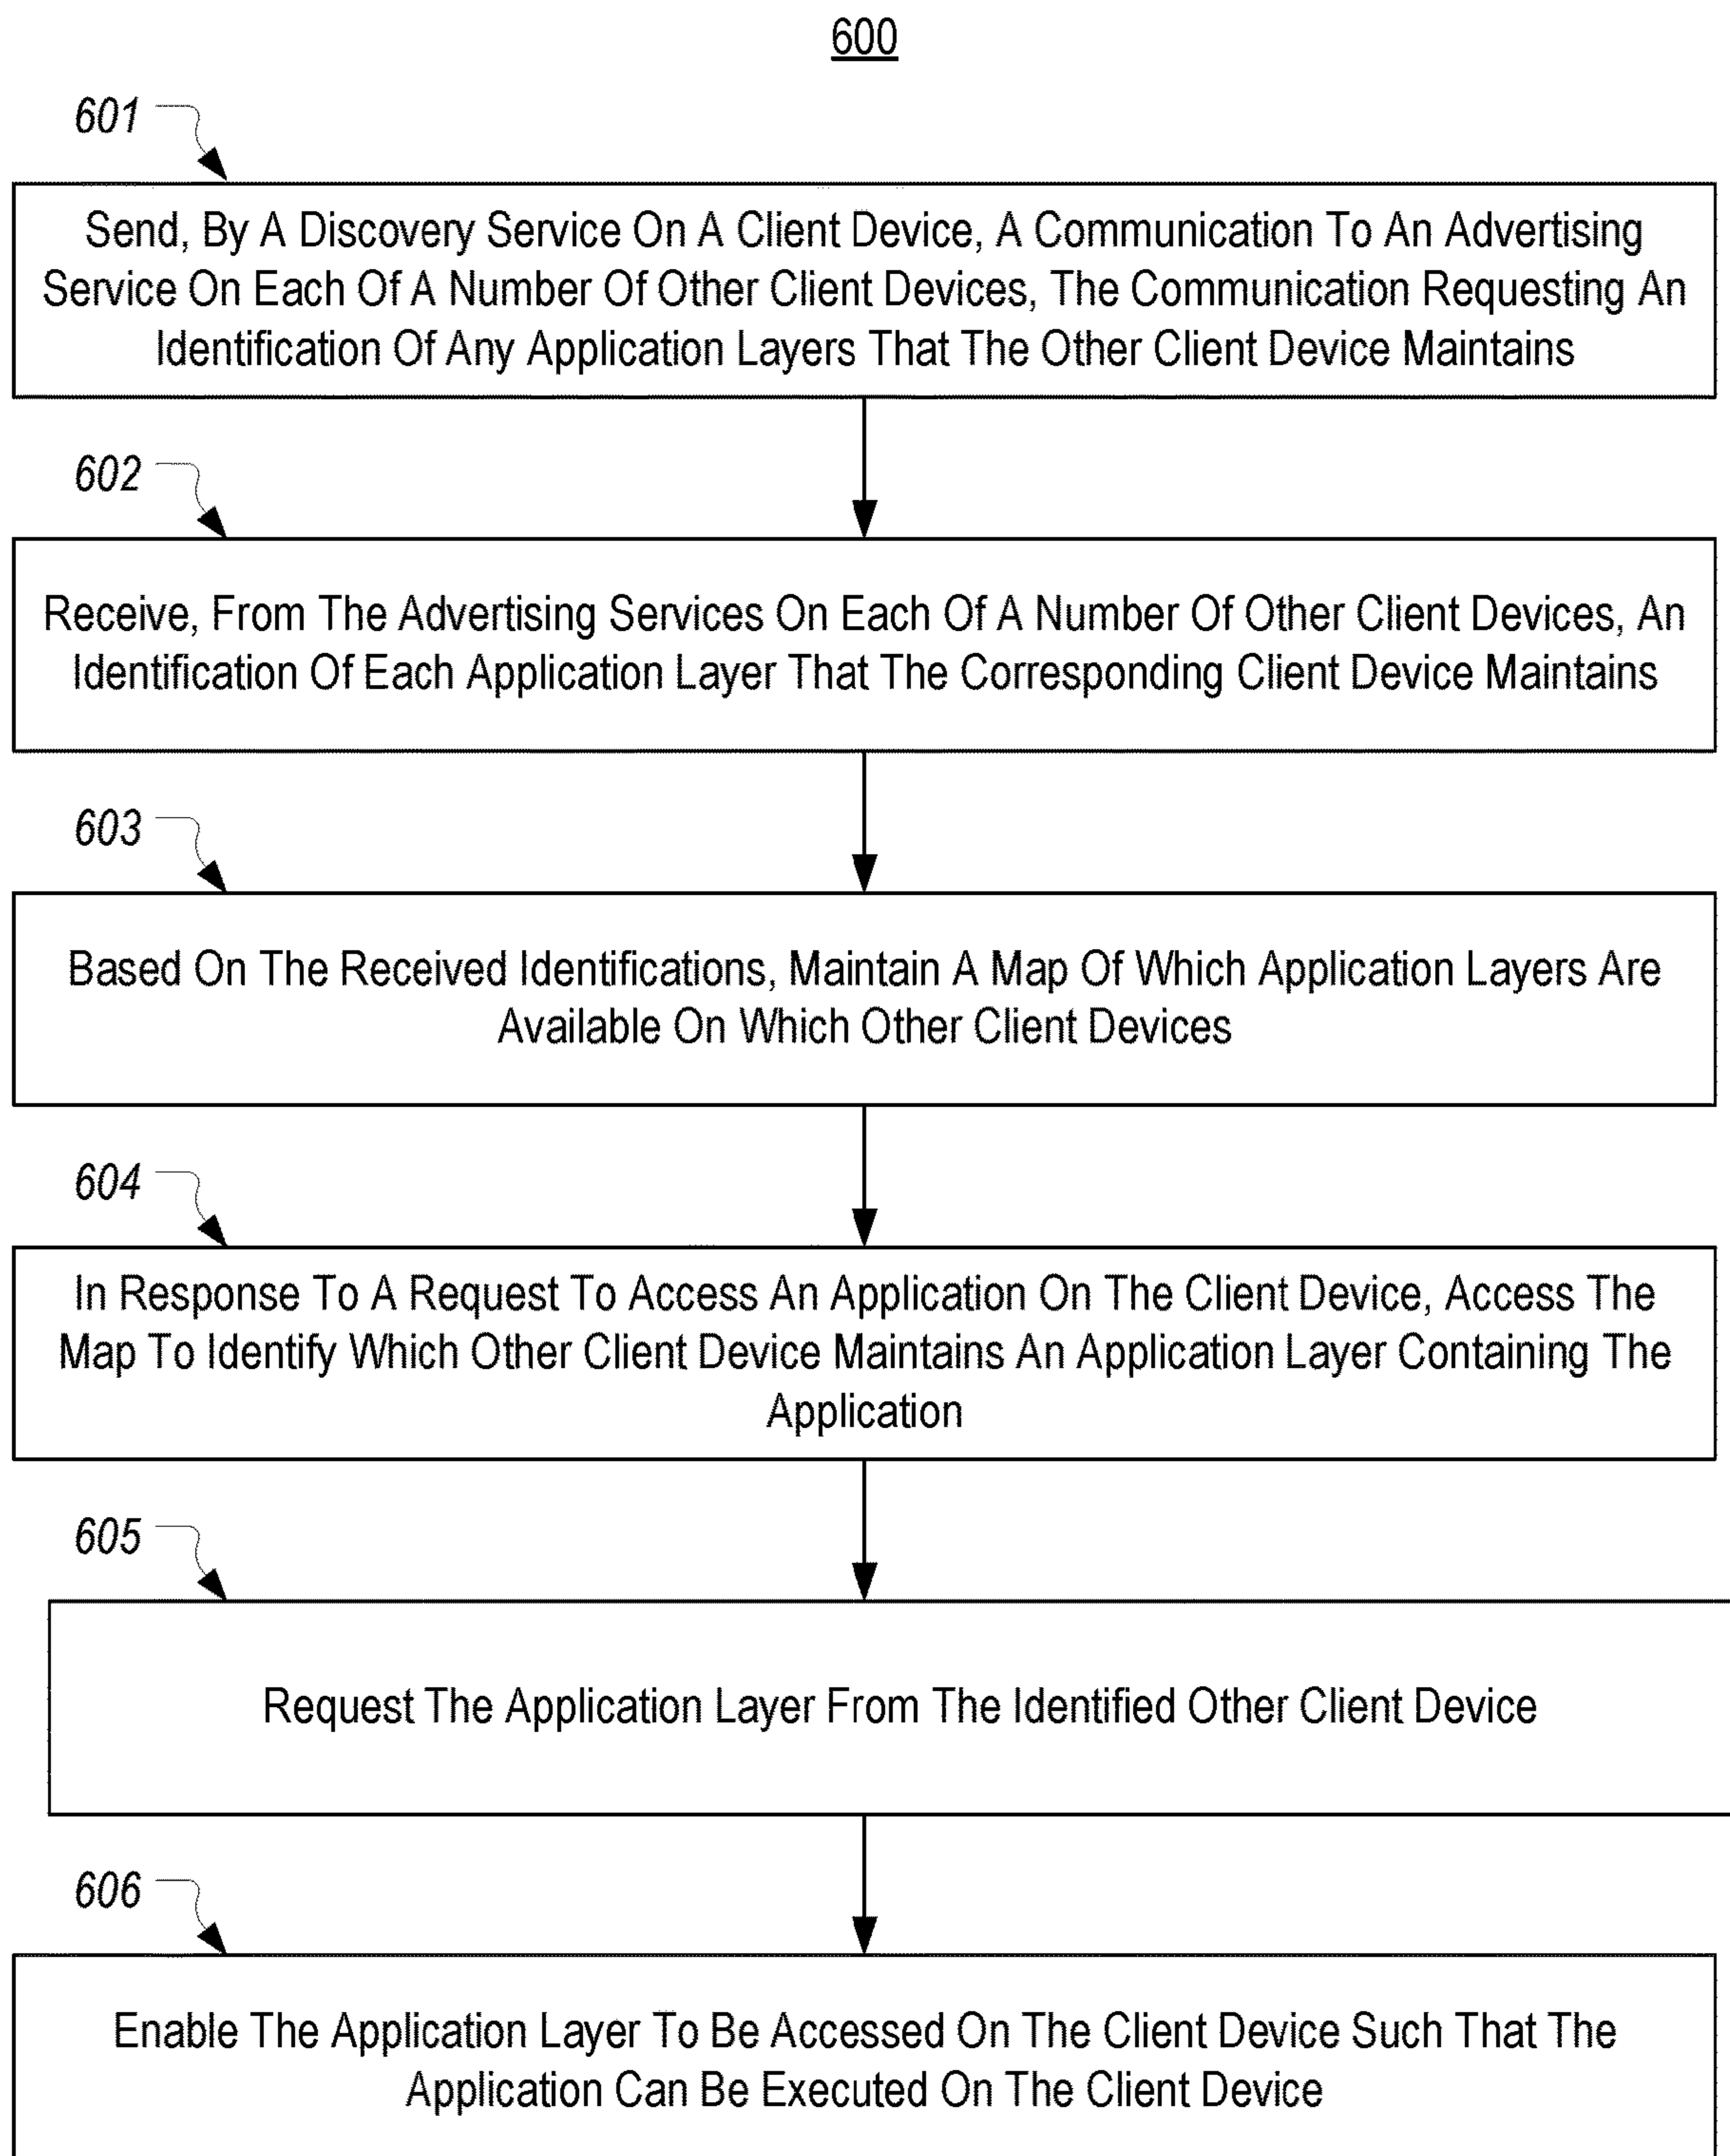 600
601
Send, By A Discovery Service On A Client Device, A Communication To An Advertising
Service On Each Of A Number Of Other Client Devices, The Communication Requesting An
Identification Of Any Application Layers That The Other Client Device Maintains
602
Receive, From The Advertising Services On Each Of A Number Of Other Client Devices, An
Identification Of Each Application Layer That The Corresponding Client Device Maintains
603
Based On The Received Identifications, Maintain A Map Of Which Application Layers Are
Available On Which Other Client Devices
604
In Response To A Request To Access An Application On The Client Device, Access The
Map To Identify Which Other Client Device Maintains An Application Layer Containing The
Application
605
Request The Application Layer From The Identified Other Client Device
606
Enable The Application Layer To Be Accessed On The Client Device Such That The
Application Can Be Executed On The Client Device